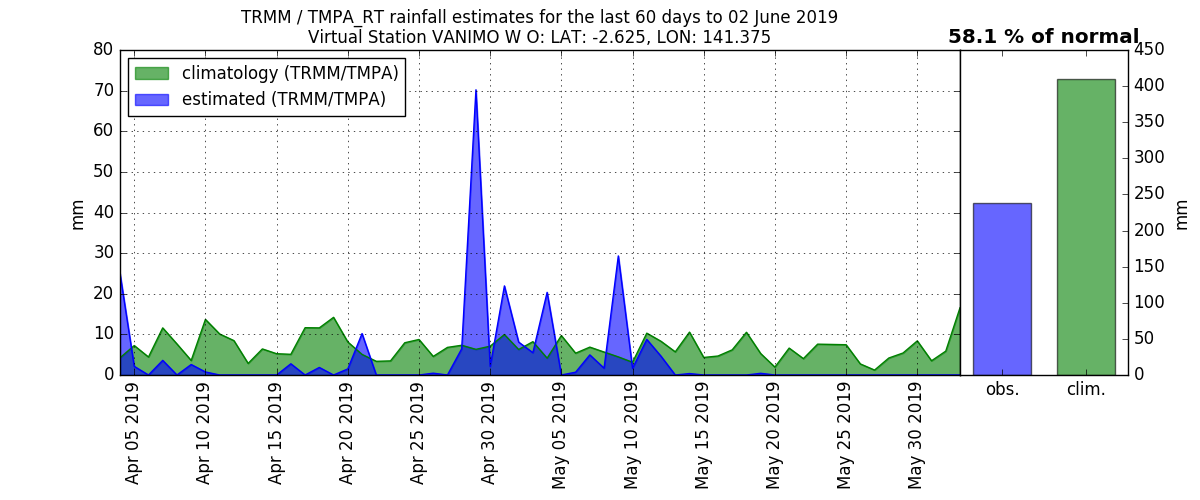 TRMM / TMPA_RT rainfall estimates for the last 60 days to 02 June 2019
Virtual Station VANIMO W O: LAT: -2.625, LON: 141.375
58.1 % of normal
climatology (TRMM/TMPA)
estimated (TRMM/TMPA)
mm
80
70
60
50
40
30
20
10
0
Apr 05 2019
Apr 10 2019
Apr 15 2019
Apr 20 2019
Apr 25 2019
Apr 30 2019
May 05 2019
May 10 2019
May 15 2019
May 20 2019
May 25 2019
May 30 2019
obs.
clim.
450
400
350
300
250
200
150
100
50
0
mm